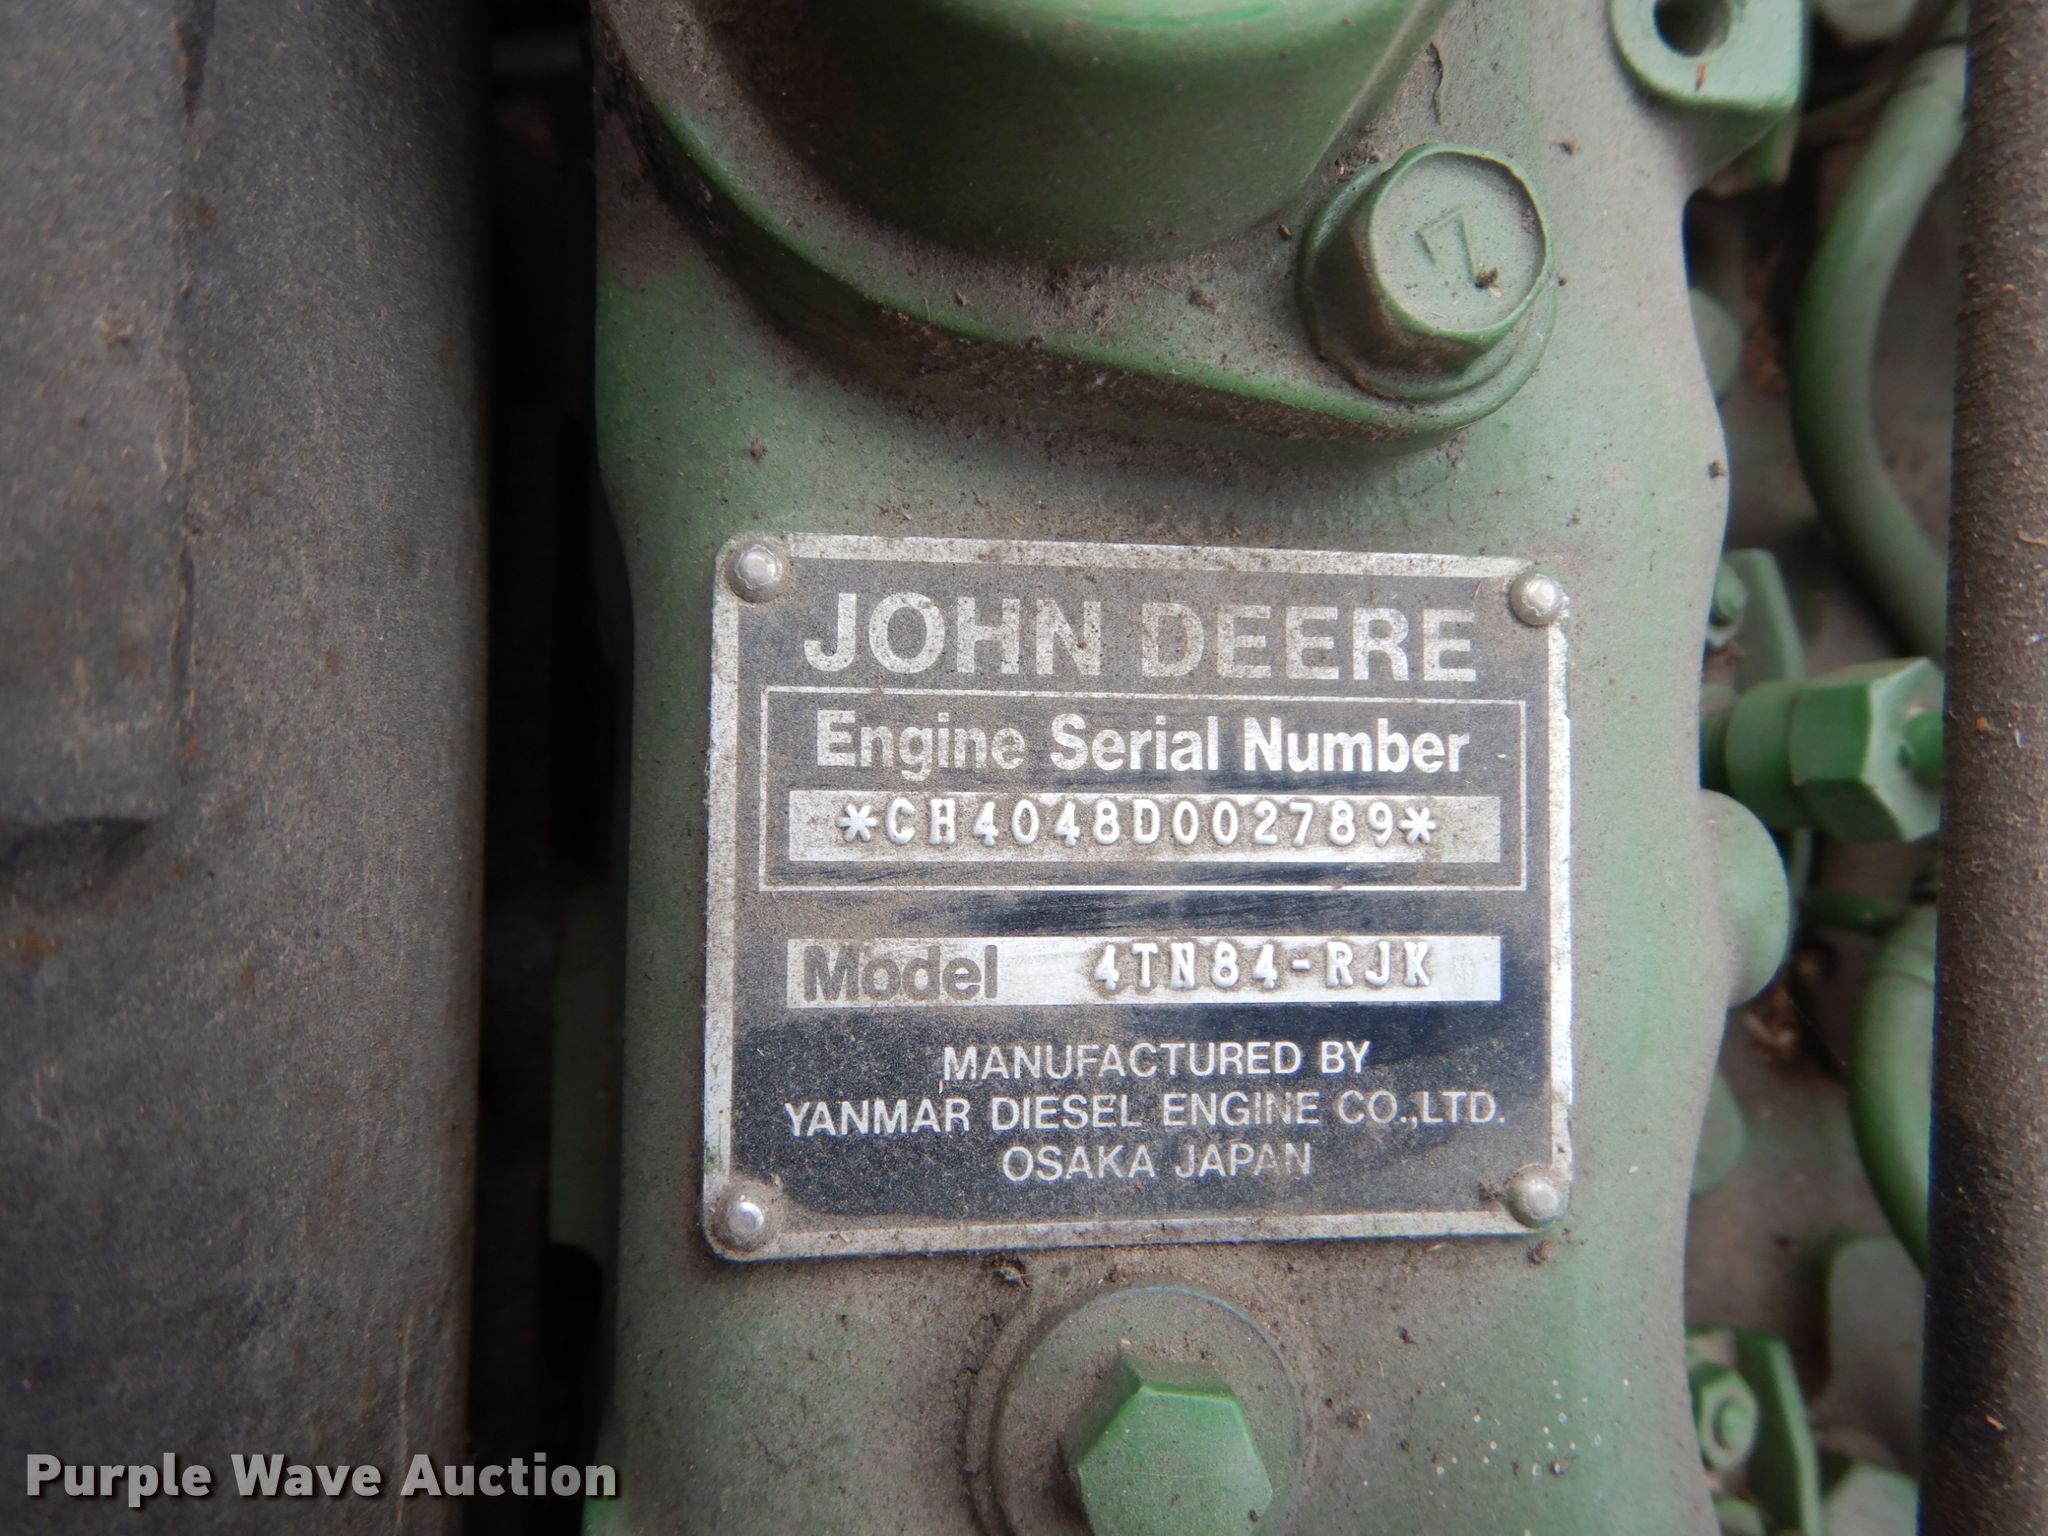 7
JOHN DEERE
Engine Serial Number
*CH4048D002789*
Model 4TN84-RJK
MANUFACTURED BY
YANMAR DIESEL ENGINE CO.,LTD.
OSAKA JAPAN
Purple Wave Auction